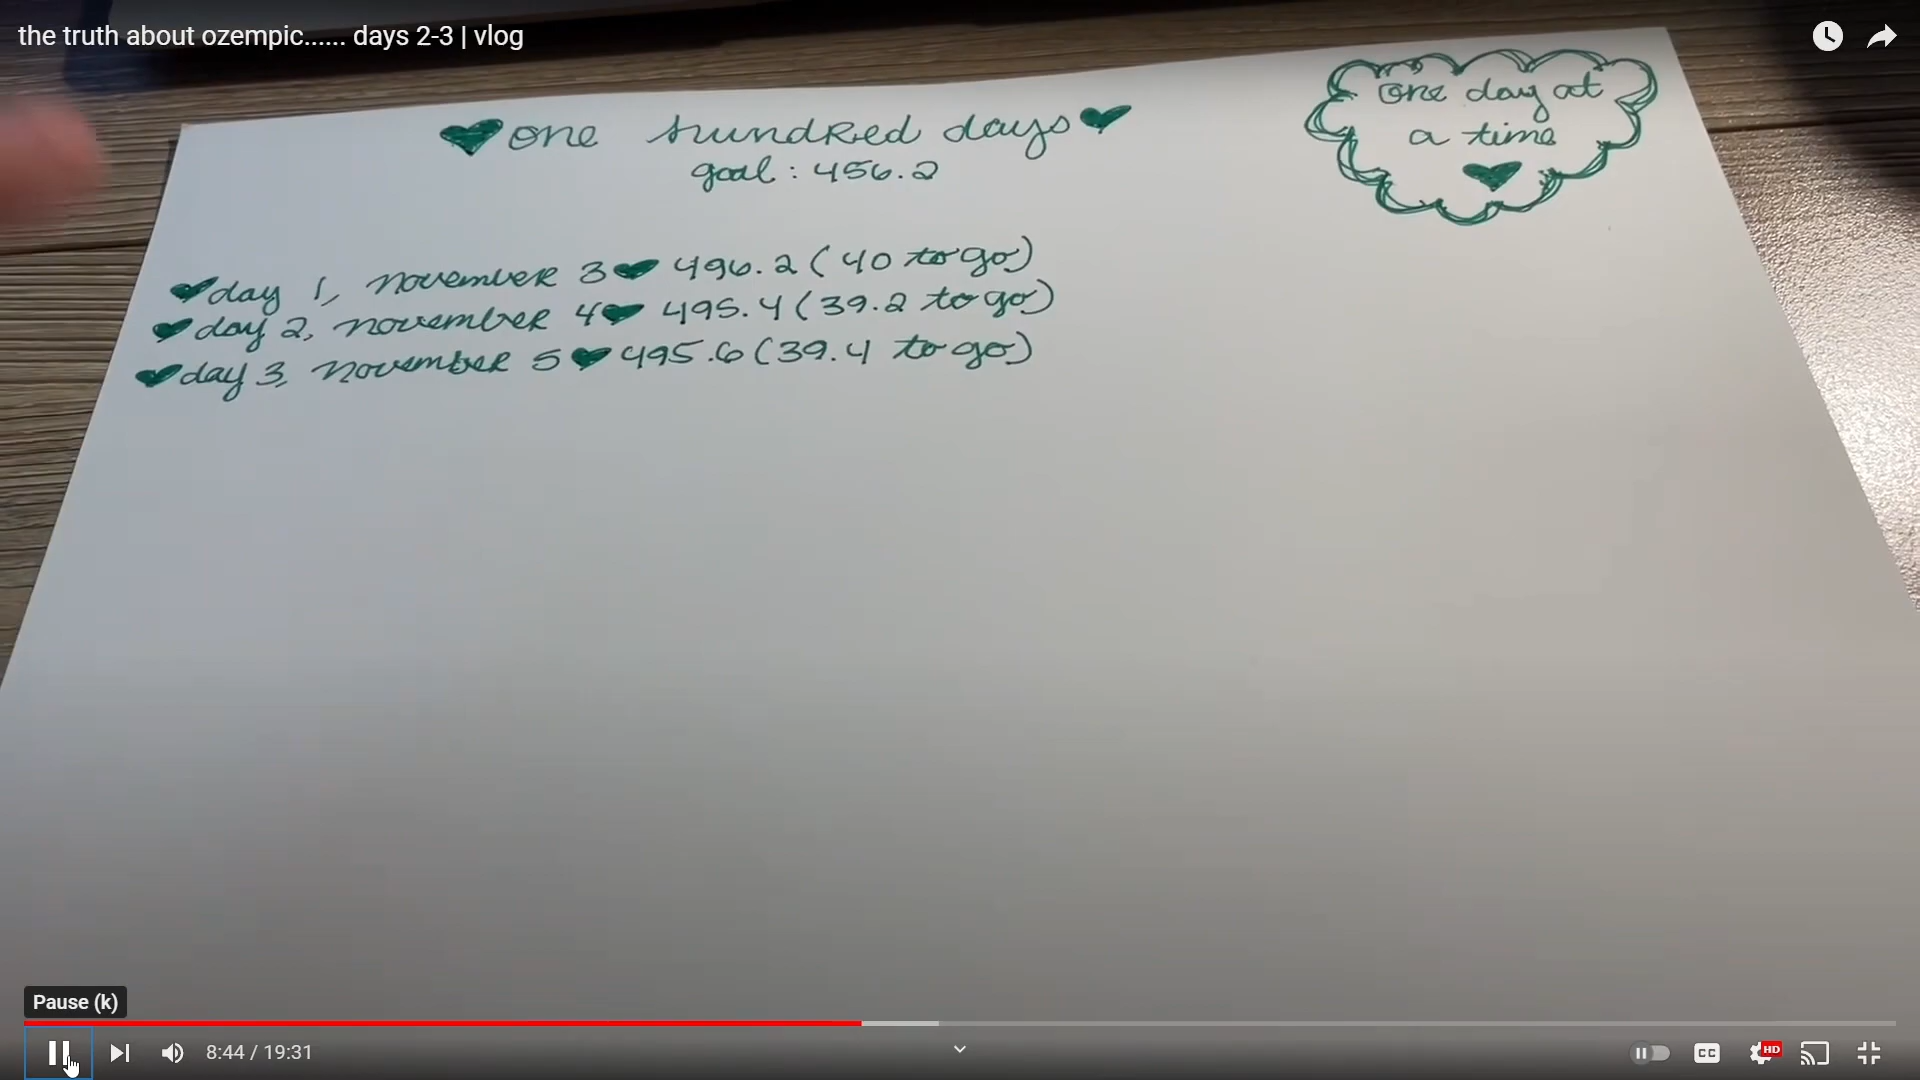 the truth about ozempic...... days 2-3 | vlog
one hundred days
goal : 456.2
one day at
a time
day 1, november 3 496.2 (40 to go)
day 2, november 4 495.4 (39.2 to go)
day 3, november 5 495.6 (39.4 to go)
Pause (k)
8:44 / 19:31
CC
HD